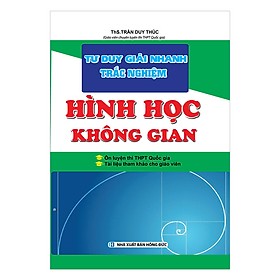 ThS.TRẦN DUY THÚC
(Giáo viên chuyên luyện thi THPT Quốc gia)
TƯ DUY GIẢI NHANH
TRẮC NGHIỆM
HÌNH HỌC
KHÔNG GIAN
Ôn luyện thi THPT Quốc gia
Tài liệu tham khảo cho giáo viên
NHÀ XUẤT BẢN HỒNG ĐỨC